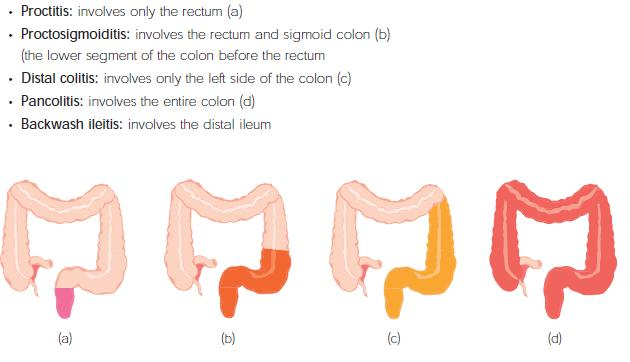 • Proctitis: involves only the rectum (a)
• Proctosigmoiditis: involves the rectum and sigmoid colon (b)
(the lower segment of the colon before the rectum
• Distal colitis: involves only the left side of the colon (c)
• Pancolitis: involves the entire colon (d)
• Backwash ileitis: involves the distal ileum
(a) (b) (c) (d)